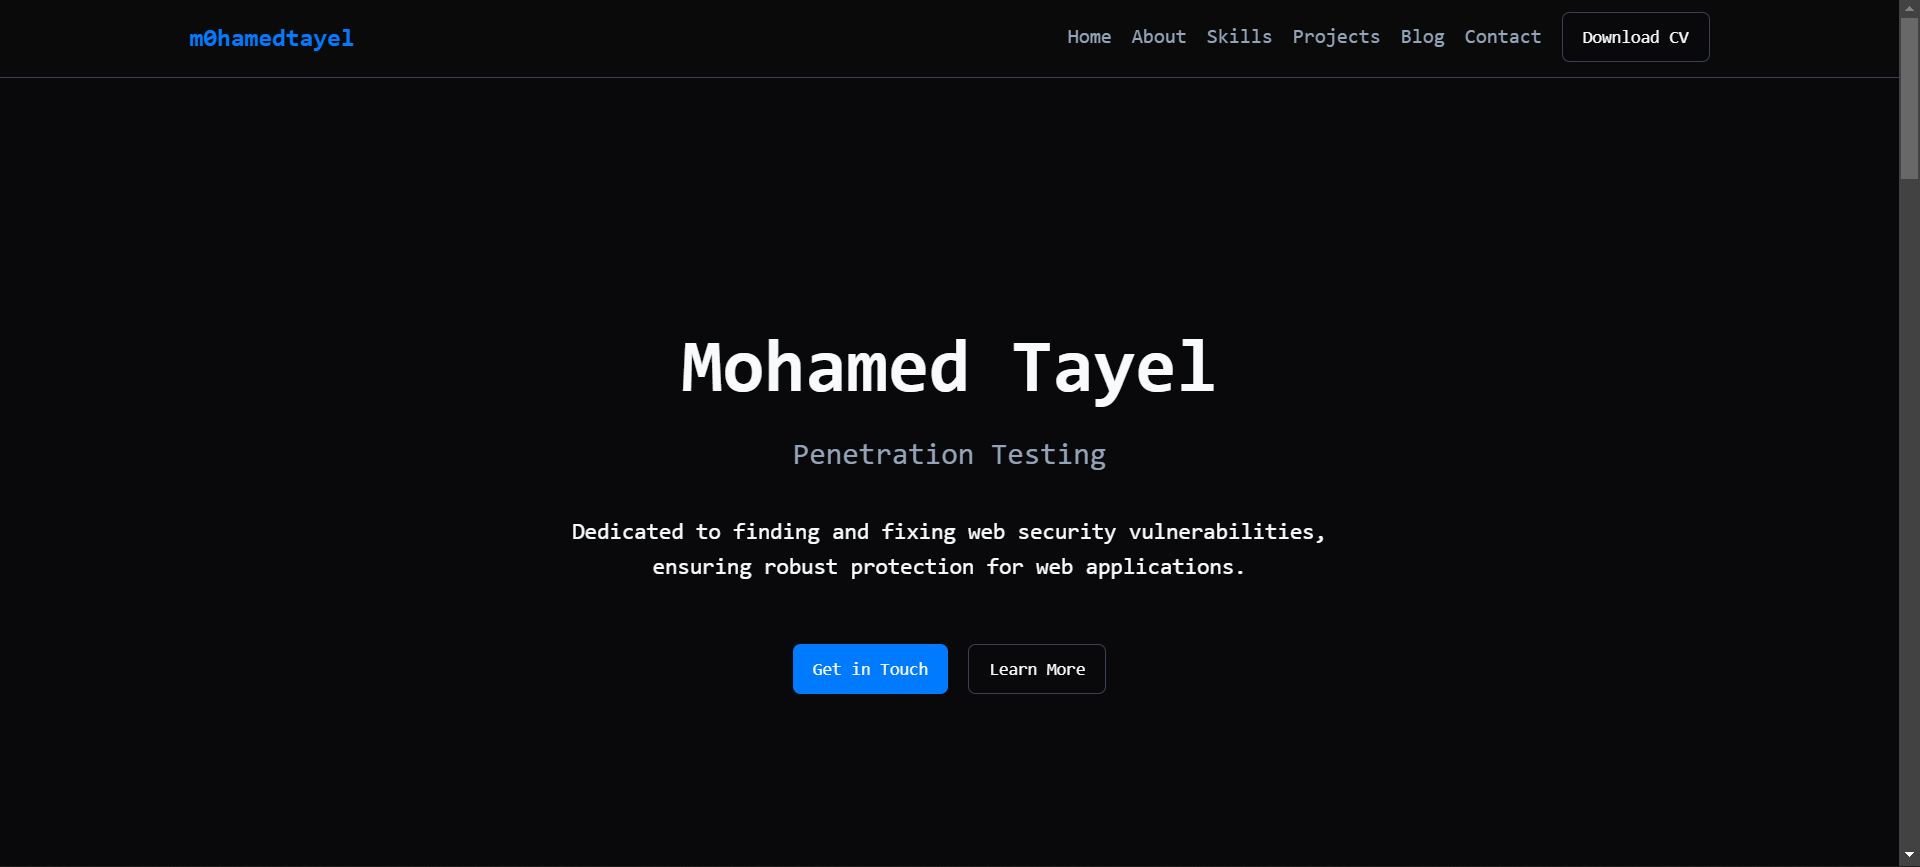 m0hamedtayel
Home About Skills Projects Blog Contact Download CV
Mohamed Tayel
Penetration Testing
Dedicated to finding and fixing web security vulnerabilities,
ensuring robust protection for web applications.
Get in Touch Learn More